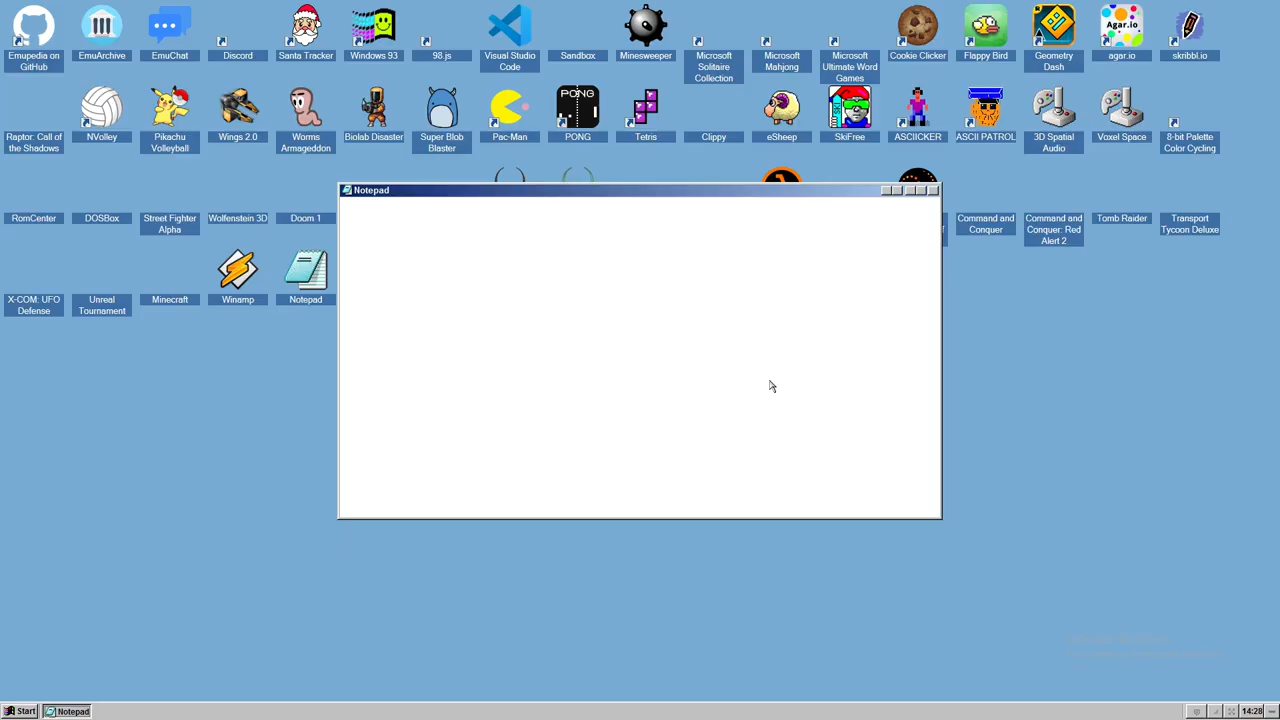 Emupedia on GitHub
EmuArchive
EmuChat
Discord
Santa Tracker
Windows 93
98.js
Visual Studio Code
Sandbox
Minesweeper
Microsoft Solitaire Collection
Microsoft Mahjong
Microsoft Ultimate Word Games
Cookie Clicker
Flappy Bird
Geometry Dash
Agar.io
agar.io
skribbl.io
Raptor: Call of the Shadows
NVolley
Pikachu Volleyball
Wings 2.0
Worms Armageddon
Biolab Disaster
Super Blob Blaster
Pac-Man
PONG
PONG
Tetris
Clippy
eSheep
SkiFree
ASCIICKER
ASCII PATROL
3D Spatial Audio
Voxel Space
8-bit Palette Color Cycling
RomCenter
DOSBox
Street Fighter Alpha
Wolfenstein 3D
Doom 1
Notepad
Command and Conquer
Command and Conquer: Red Alert 2
Tomb Raider
Transport Tycoon Deluxe
X-COM: UFO Defense
Unreal Tournament
Minecraft
Winamp
Notepad
Start
Notepad
14:28